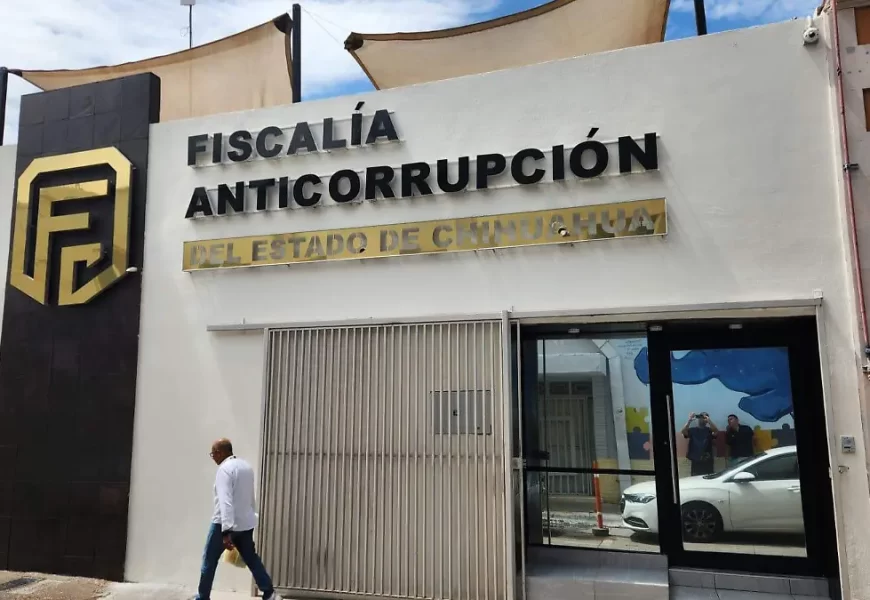 FISCALÍA
ANTICORRUPCIÓN
DEL ESTADO DE CHIHUAHUA